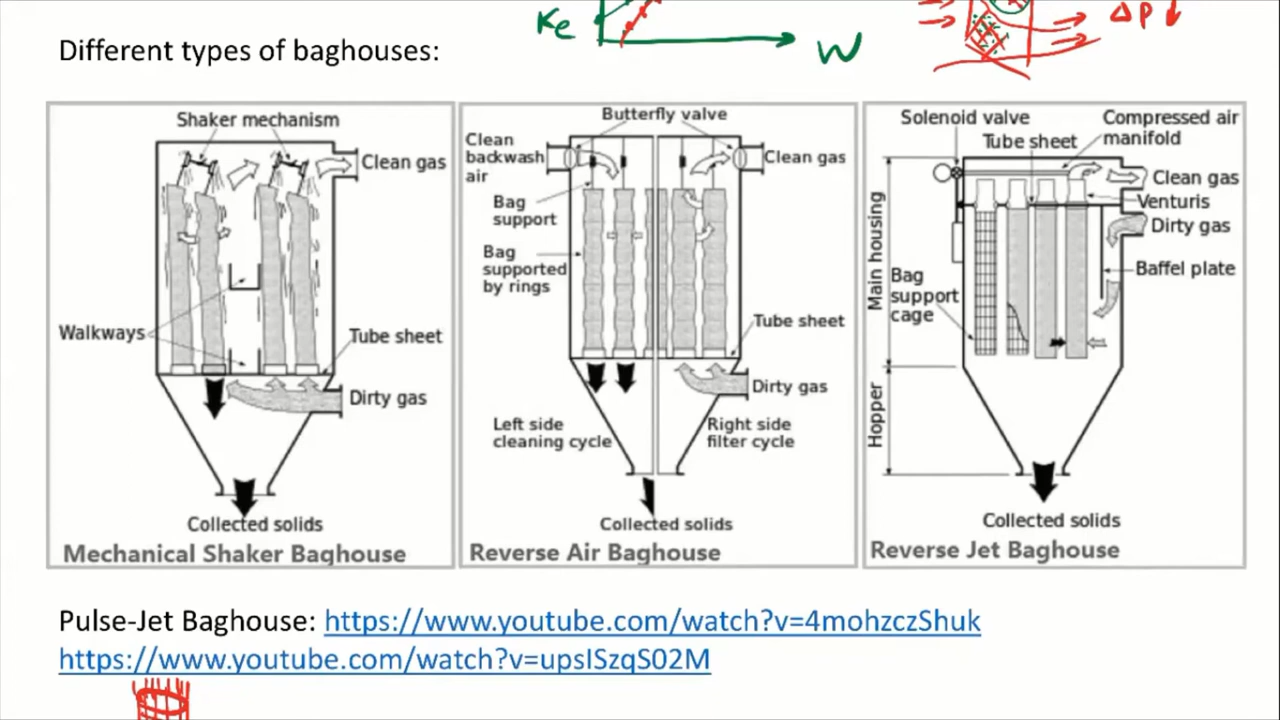 Ke
W
ΔP↓
Different types of baghouses:
Shaker mechanism
Clean gas
Walkways
Tube sheet
Dirty gas
Collected solids
Mechanical Shaker Baghouse
Butterfly valve
Clean
backwash
air
Clean gas
Bag
support
Bag
supported
by rings
Tube sheet
Dirty gas
Left side
cleaning cycle
Right side
filter cycle
Collected solids
Reverse Air Baghouse
Solenoid valve
Compressed air
manifold
Tube sheet
Clean gas
Venturis
Dirty gas
Main housing
Baffel plate
Bag
support
cage
Hopper
Collected solids
Reverse Jet Baghouse
Pulse-Jet Baghouse: https://www.youtube.com/watch?v=4mohzczShuk
https://www.youtube.com/watch?v=upsISzqS02M